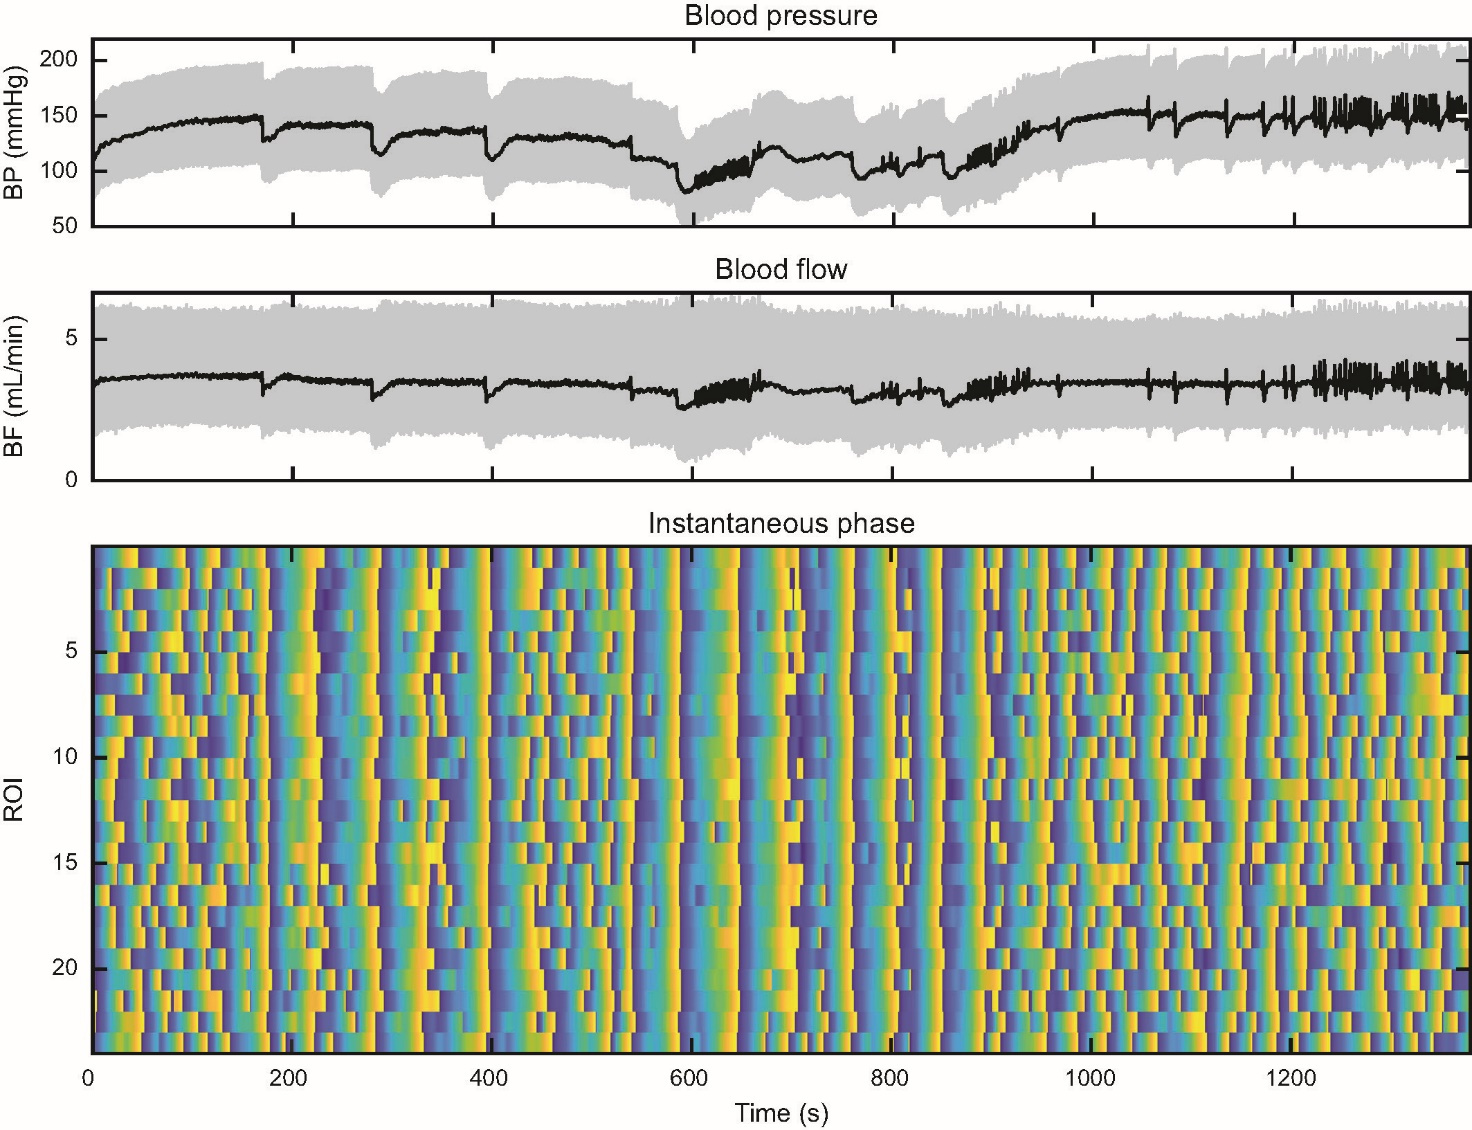 Blood pressure
BP (mmHg)
200
150
100
50
Blood flow
BF (mL/min)
5
0
Instantaneous phase
ROI
5
10
15
20
0 200 400 600 800 1000 1200
Time (s)